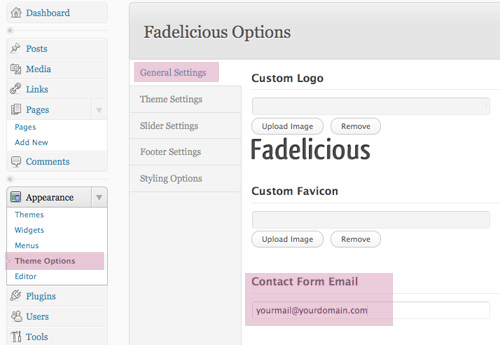 Dashboard
Posts
Media
Links
Pages
Pages
Add New
Comments
Appearance
Themes
Widgets
Menus
Theme Options
Editor
Plugins
Users
Tools
Fadelicious Options
General Settings
Theme Settings
Slider Settings
Footer Settings
Styling Options
Custom Logo
Upload Image Remove
Fadelicious
Custom Favicon
Upload Image Remove
Contact Form Email
yourmail@yourdomain.com